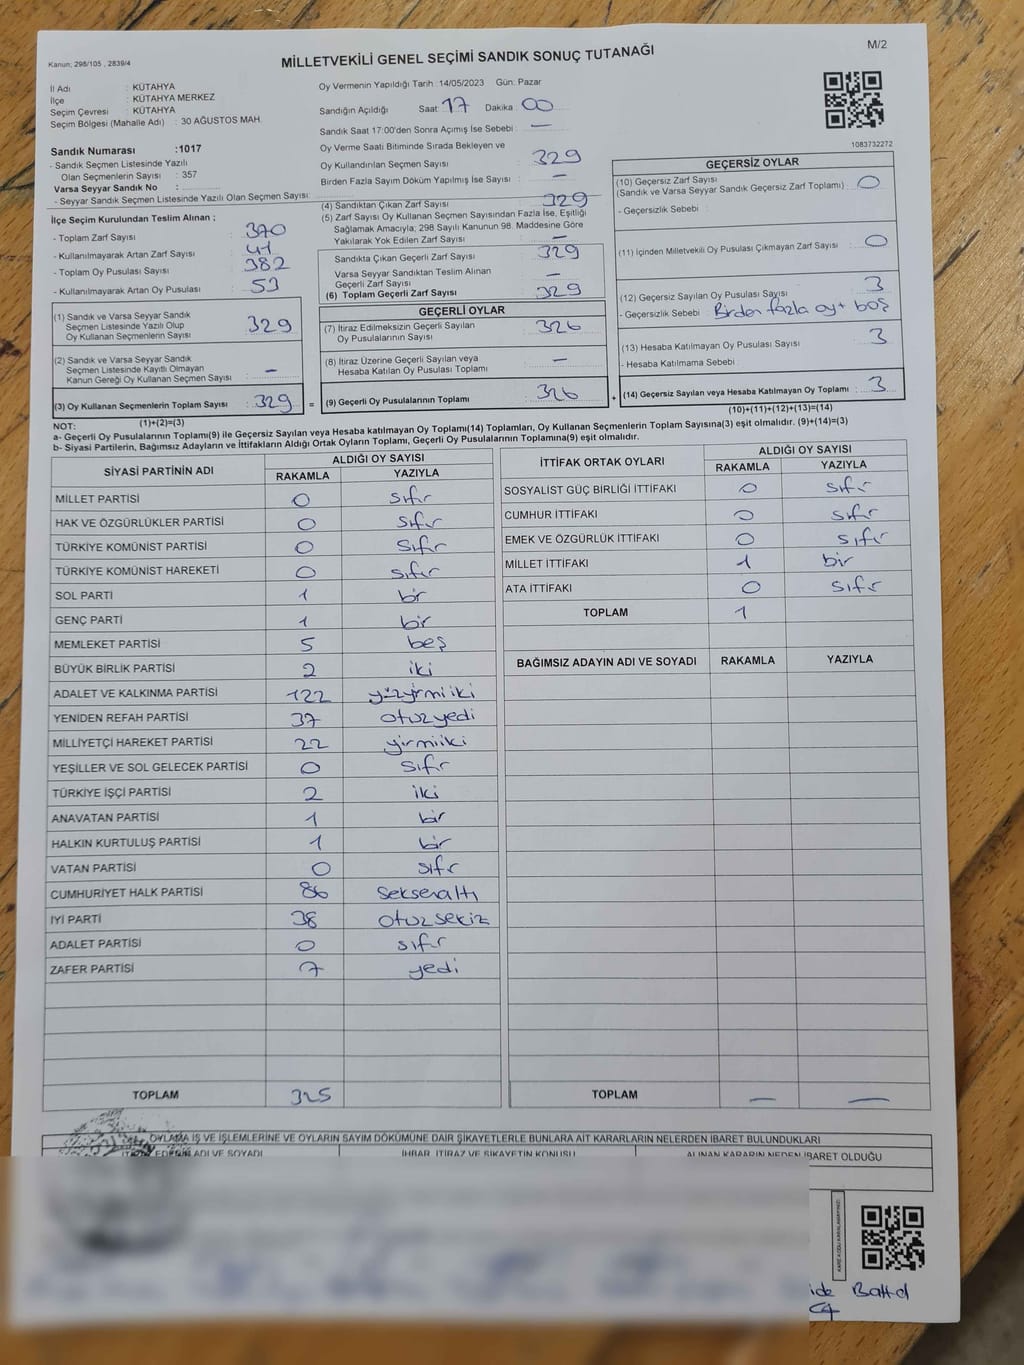 Kanun; 298/105 , 2839/4
MİLLETVEKİLİ GENEL SEÇİMİ SANDIK SONUÇ TUTANAĞI
M/2
İl Adı : KÜTAHYA
İlçe : KÜTAHYA MERKEZ
Seçim Çevresi : KÜTAHYA
Seçim Bölgesi (Mahalle Adı) : 30 AĞUSTOS MAH.
Sandık Numarası :1017
- Sandık Seçmen Listesinde Yazılı
Olan Seçmenlerin Sayısı : 357
Varsa Seyyar Sandık No :
- Seyyar Sandık Seçmen Listesinde Yazılı Olan Seçmen Sayısı:
İlçe Seçim Kurulundan Teslim Alınan ;
- Toplam Zarf Sayısı : 370
- Kullanılmayarak Artan Zarf Sayısı : 41
- Toplam Oy Pusulası Sayısı : 382
- Kullanılmayarak Artan Oy Pusulası : 53
(1) Sandık ve Varsa Seyyar Sandık
Seçmen Listesinde Yazılı Olup
Oy Kullanan Seçmenlerin Sayısı : 329
(2) Sandık ve Varsa Seyyar Sandık
Seçmen Listesinde Kayıtlı Olmayan
Kanun Gereği Oy Kullanan Seçmen Sayısı : -
(3) Oy Kullanan Seçmenlerin Toplam Sayısı : 329
(1)+(2)=(3)
Oy Vermenin Yapıldığı Tarih :14/05/2023 Gün: Pazar
Sandığın Açıldığı Saat 17 Dakika 00
Sandık Saat 17:00'den Sonra Açımış İse Sebebi : —
Oy Verme Saati Bitiminde Sırada Bekleyen ve
Oy Kullandırılan Seçmen Sayısı : 329
Birden Fazla Sayım Döküm Yapılmış İse Sayısı : —
(4) Sandıktan Çıkan Zarf Sayısı : 329
(5) Zarf Sayısı Oy Kullanan Seçmen Sayısından Fazla İse, Eşitliği
Sağlamak Amacıyla; 298 Sayılı Kanunun 98. Maddesine Göre
Yakılarak Yok Edilen Zarf Sayısı : —
Sandıkta Çıkan Geçerli Zarf Sayısı : 329
Varsa Seyyar Sandıktan Teslim Alınan
Geçerli Zarf Sayısı : —
(6) Toplam Geçerli Zarf Sayısı : 329
GEÇERLİ OYLAR
(7) İtiraz Edilmeksizin Geçerli Sayılan
Oy Pusulalarının Sayısı : 326
(8) İtiraz Üzerine Geçerli Sayılan veya
Hesaba Katılan Oy Pusulası Toplamı : —
= (9) Geçerli Oy Pusulalarının Toplamı : 326 +
1083732272
GEÇERSİZ OYLAR
(10) Geçersiz Zarf Sayısı
(Sandık ve Varsa Seyyar Sandık Geçersiz Zarf Toplamı) : 0
- Geçersizlik Sebebi :
(11) İçinden Milletvekili Oy Pusulası Çıkmayan Zarf Sayısı : 0
(12) Geçersiz Sayılan Oy Pusulası Sayısı : 3
- Geçersizlik Sebebi : Birden fazla oy + boş
(13) Hesaba Katılmayan Oy Pusulası Sayısı : 3
- Hesaba Katılmama Sebebi :
(14) Geçersiz Sayılan veya Hesaba Katılmayan Oy Toplamı : 3
(10)+(11)+(12)+(13)=(14)
NOT:
a- Geçerli Oy Pusulalarının Toplamı(9) ile Geçersiz Sayılan veya Hesaba katılmayan Oy Toplamı(14) Toplamları, Oy Kullanan Seçmenlerin Toplam Sayısına(3) eşit olmalıdır. (9)+(14)=(3)
b- Siyasi Partilerin, Bağımsız Adayların ve İttifakların Aldığı Ortak Oyların Toplamı, Geçerli Oy Pusulalarının Toplamına(9) eşit olmalıdır.
SİYASİ PARTİNİN ADI ALDIĞI OY SAYISI
RAKAMLA YAZIYLA
MİLLET PARTİSİ 0 sıfır
HAK VE ÖZGÜRLÜKLER PARTİSİ 0 sıfır
TÜRKİYE KOMÜNİST PARTİSİ 0 sıfır
TÜRKİYE KOMÜNİST HAREKETİ 0 sıfır
SOL PARTİ 1 bir
GENÇ PARTİ 1 bir
MEMLEKET PARTİSİ 5 beş
BÜYÜK BİRLİK PARTİSİ 2 iki
ADALET VE KALKINMA PARTİSİ 122 yüzyirmiiki
YENİDEN REFAH PARTİSİ 37 otuzyedi
MİLLİYETÇİ HAREKET PARTİSİ 22 yirmiiki
YEŞİLLER VE SOL GELECEK PARTİSİ 0 sıfır
TÜRKİYE İŞÇİ PARTİSİ 2 iki
ANAVATAN PARTİSİ 1 bir
HALKIN KURTULUŞ PARTİSİ 1 bir
VATAN PARTİSİ 0 sıfır
CUMHURİYET HALK PARTİSİ 86 seksenaltı
İYİ PARTİ 38 otuzsekiz
ADALET PARTİSİ 0 sıfır
ZAFER PARTİSİ 7 yedi
TOPLAM 325
İTTİFAK ORTAK OYLARI ALDIĞI OY SAYISI
RAKAMLA YAZIYLA
SOSYALİST GÜÇ BİRLİĞİ İTTİFAKI 0 sıfır
CUMHUR İTTİFAKI 0 sıfır
EMEK VE ÖZGÜRLÜK İTTİFAKI 0 sıfır
MİLLET İTTİFAKI 1 bir
ATA İTTİFAKI 0 sıfır
TOPLAM 1
BAĞIMSIZ ADAYIN ADI VE SOYADI RAKAMLA YAZIYLA
TOPLAM — —
OYLAMA İŞ VE İŞLEMLERİNE VE OYLARIN SAYIM DÖKÜMÜNE DAİR ŞİKAYETLERLE BUNLARA AİT KARARLARIN NELERDEN İBARET BULUNDUKLARI
ADI VE SOYADI İHBAR, İTİRAZ VE ŞİKAYETİN KONUSU ALINAN KARARIN NEDEN İBARET OLDUĞU